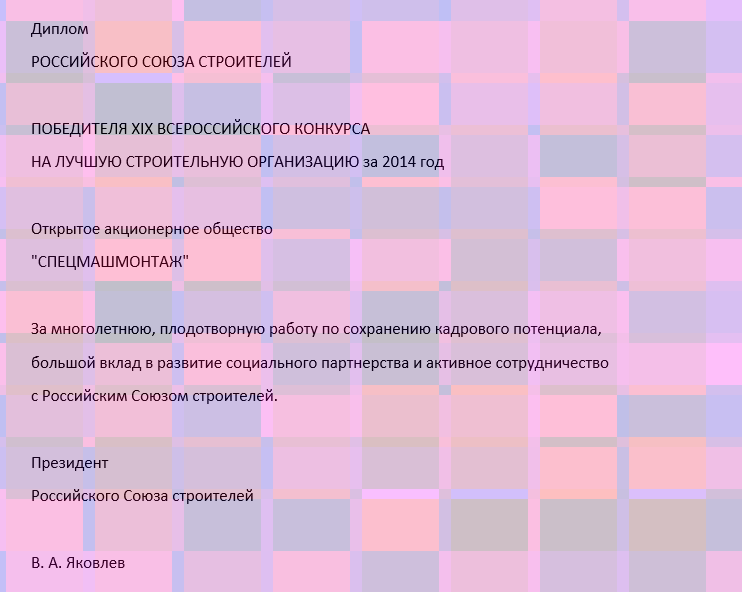 Диплом
РОССИЙСКОГО СОЮЗА СТРОИТЕЛЕЙ
ПОБЕДИТЕЛЯ XIX ВСЕРОССИЙСКОГО КОНКУРСА
НА ЛУЧШУЮ СТРОИТЕЛЬНУЮ ОРГАНИЗАЦИЮ за 2014 год
Открытое акционерное общество
"СПЕЦМАШМОНТАЖ"
За многолетнюю, плодотворную работу по сохранению кадрового потенциала,
большой вклад в развитие социального партнерства и активное сотрудничество
с Российским Союзом строителей.
Президент
Российского Союза строителей
В. А. Яковлев